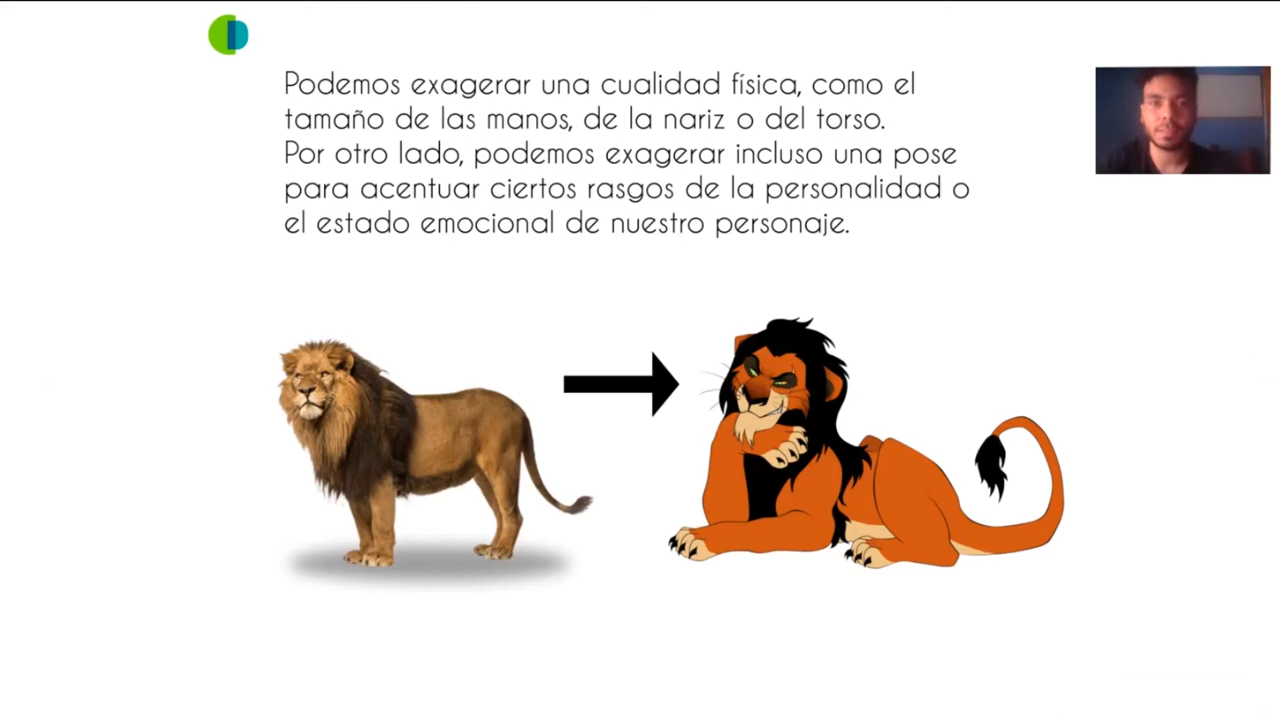 Podemos exagerar una cualidad física, como el
tamaño de las manos, de la nariz o del torso.
Por otro lado, podemos exagerar incluso una pose
para acentuar ciertos rasgos de la personalidad o
el estado emocional de nuestro personaje.